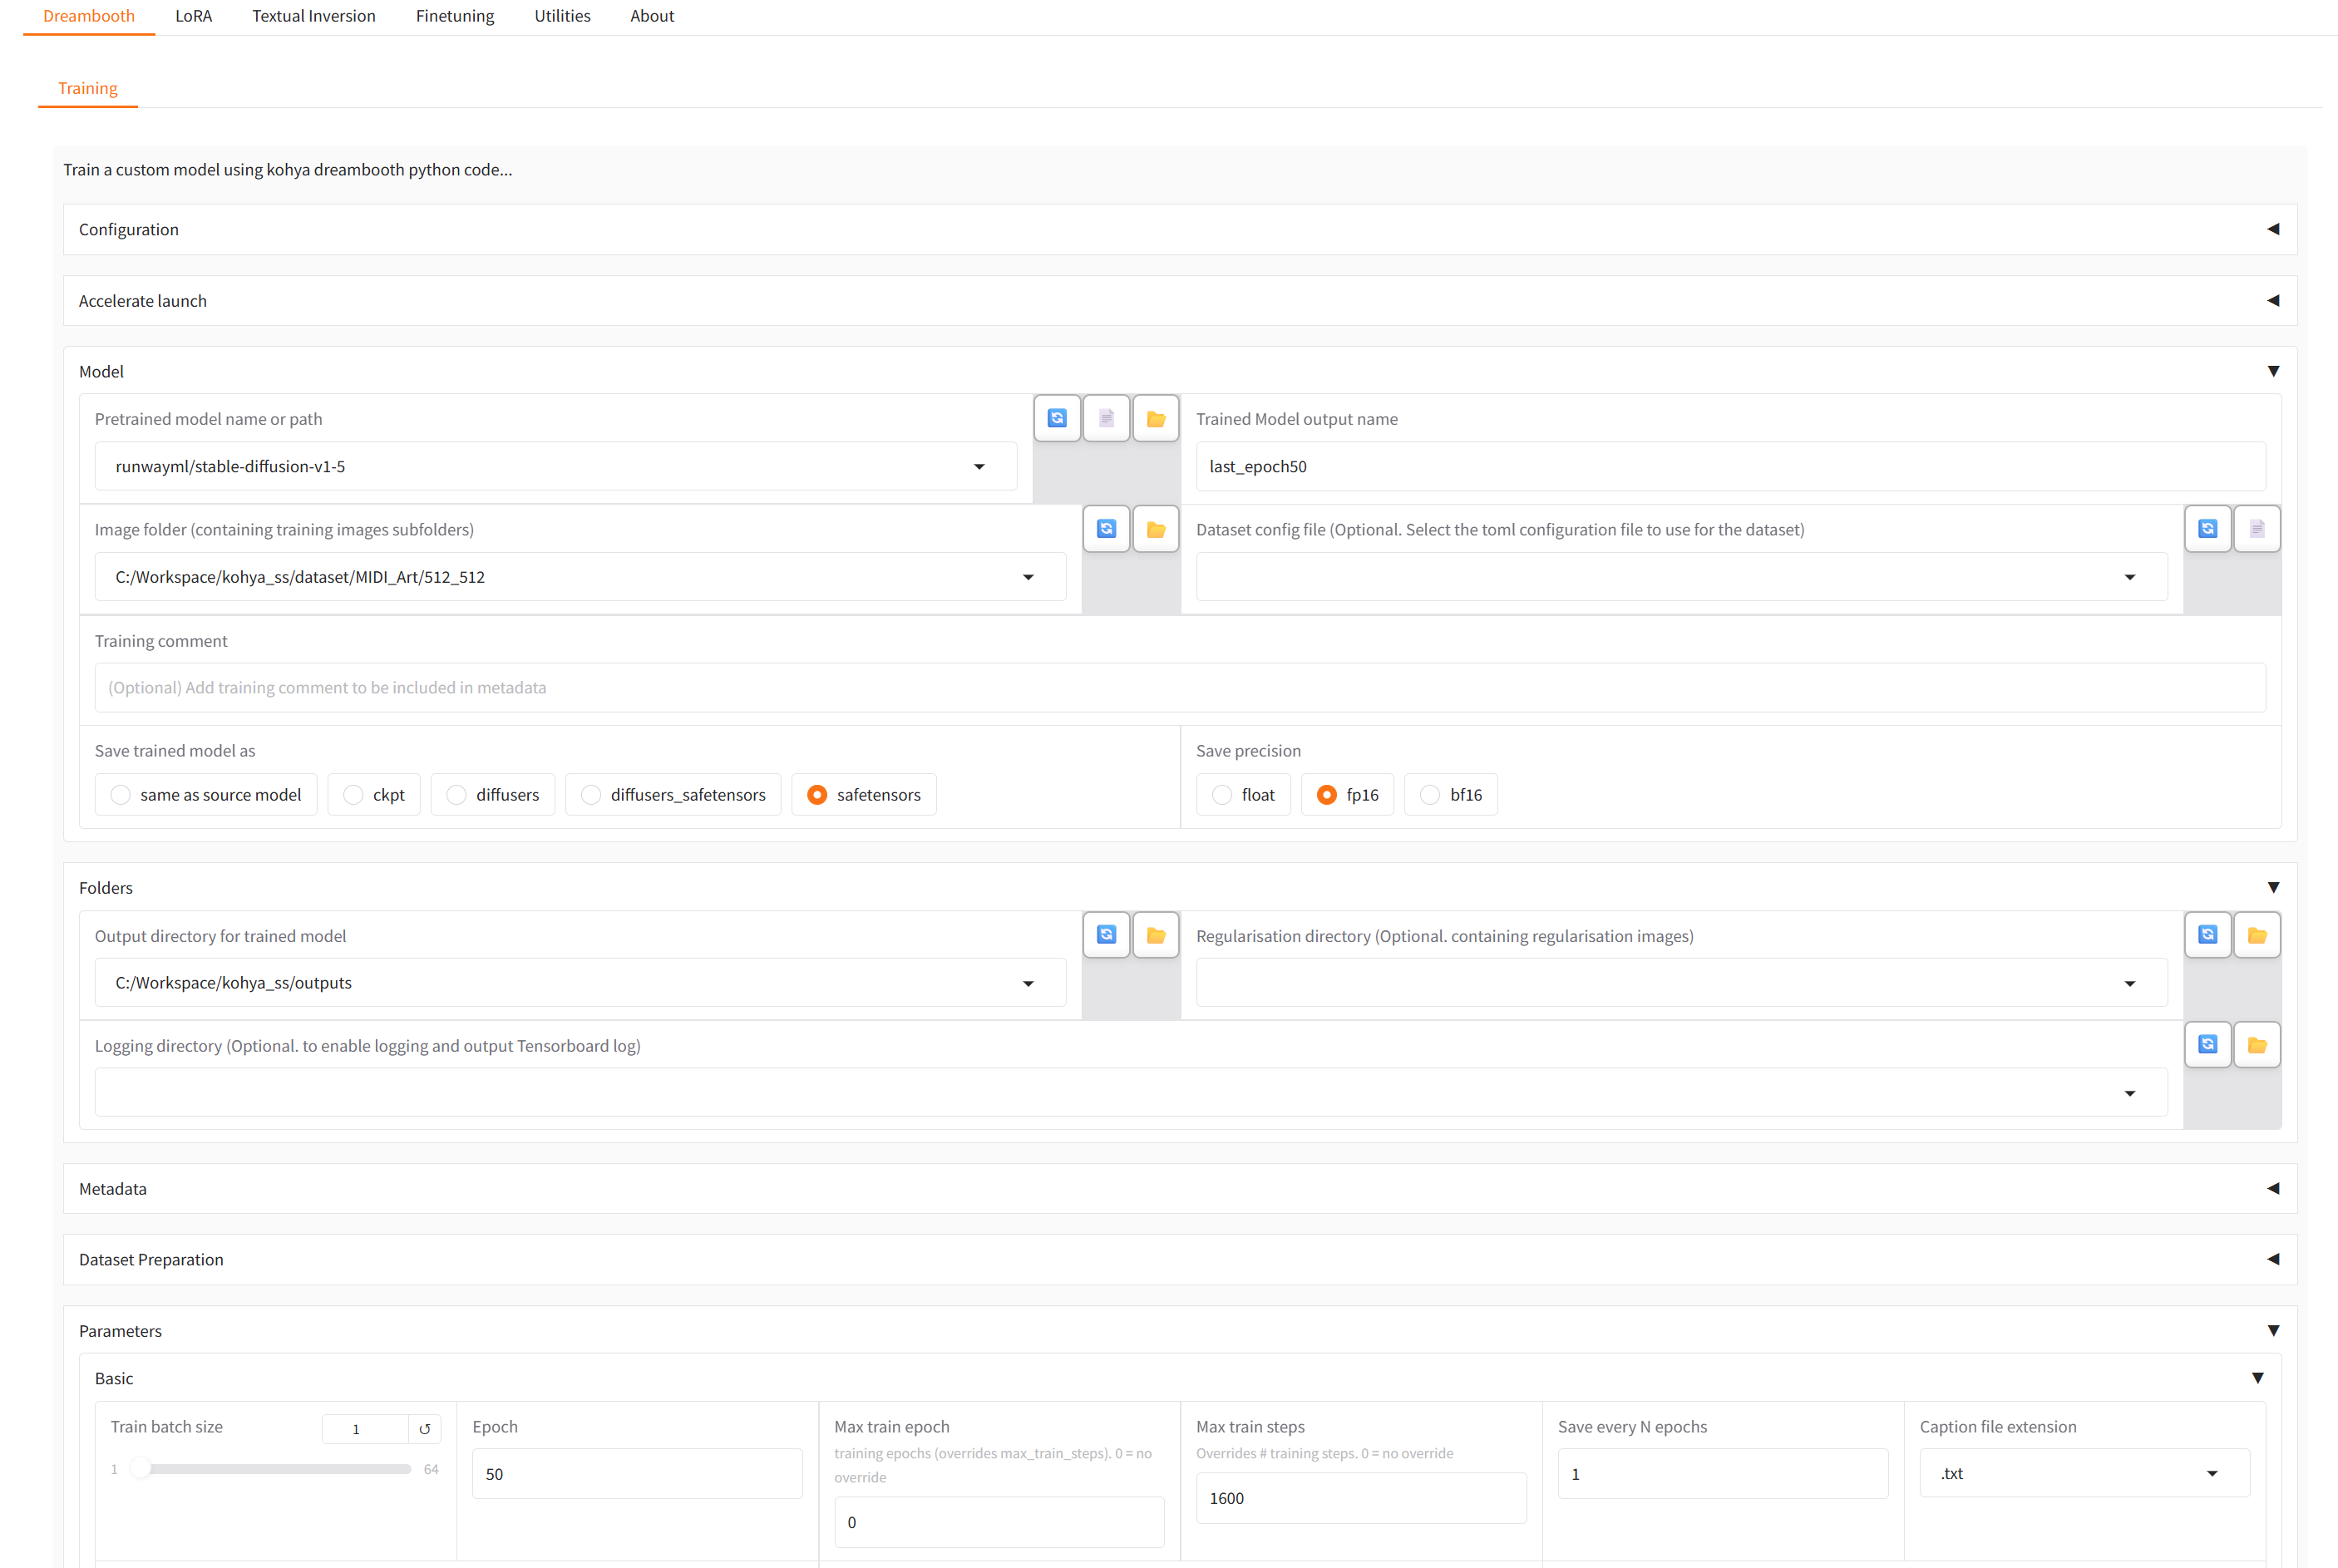 Dreambooth LoRA Textual Inversion Finetuning Utilities About
Training
Train a custom model using kohya dreambooth python code...
Configuration
Accelerate launch
Model
Pretrained model name or path
runwayml/stable-diffusion-v1-5
Trained Model output name
last_epoch50
Image folder (containing training images subfolders)
C:/Workspace/kohya_ss/dataset/MIDI_Art/512_512
Dataset config file (Optional. Select the toml configuration file to use for the dataset)
Training comment
(Optional) Add training comment to be included in metadata
Save trained model as
same as source model ckpt diffusers diffusers_safetensors safetensors
Save precision
float fp16 bf16
Folders
Output directory for trained model
C:/Workspace/kohya_ss/outputs
Regularisation directory (Optional. containing regularisation images)
Logging directory (Optional. to enable logging and output Tensorboard log)
Metadata
Dataset Preparation
Parameters
Basic
Train batch size
1
1
64
Epoch
50
Max train epoch
training epochs (overrides max_train_steps). 0 = no
override
0
Max train steps
Overrides # training steps. 0 = no override
1600
Save every N epochs
1
Caption file extension
.txt